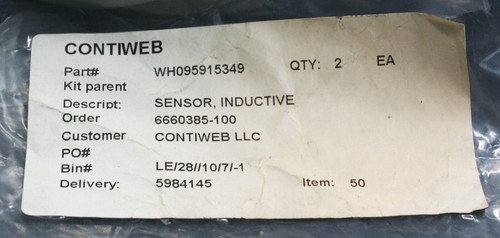 CONTIWEB
Part# WH095915349 QTY: 2 EA
Kit parent
Descript: SENSOR, INDUCTIVE
Order 6660385-100
Customer CONTIWEB LLC
PO#
Bin# LE/28//10/7/-1
Delivery: 5984145 Item: 50